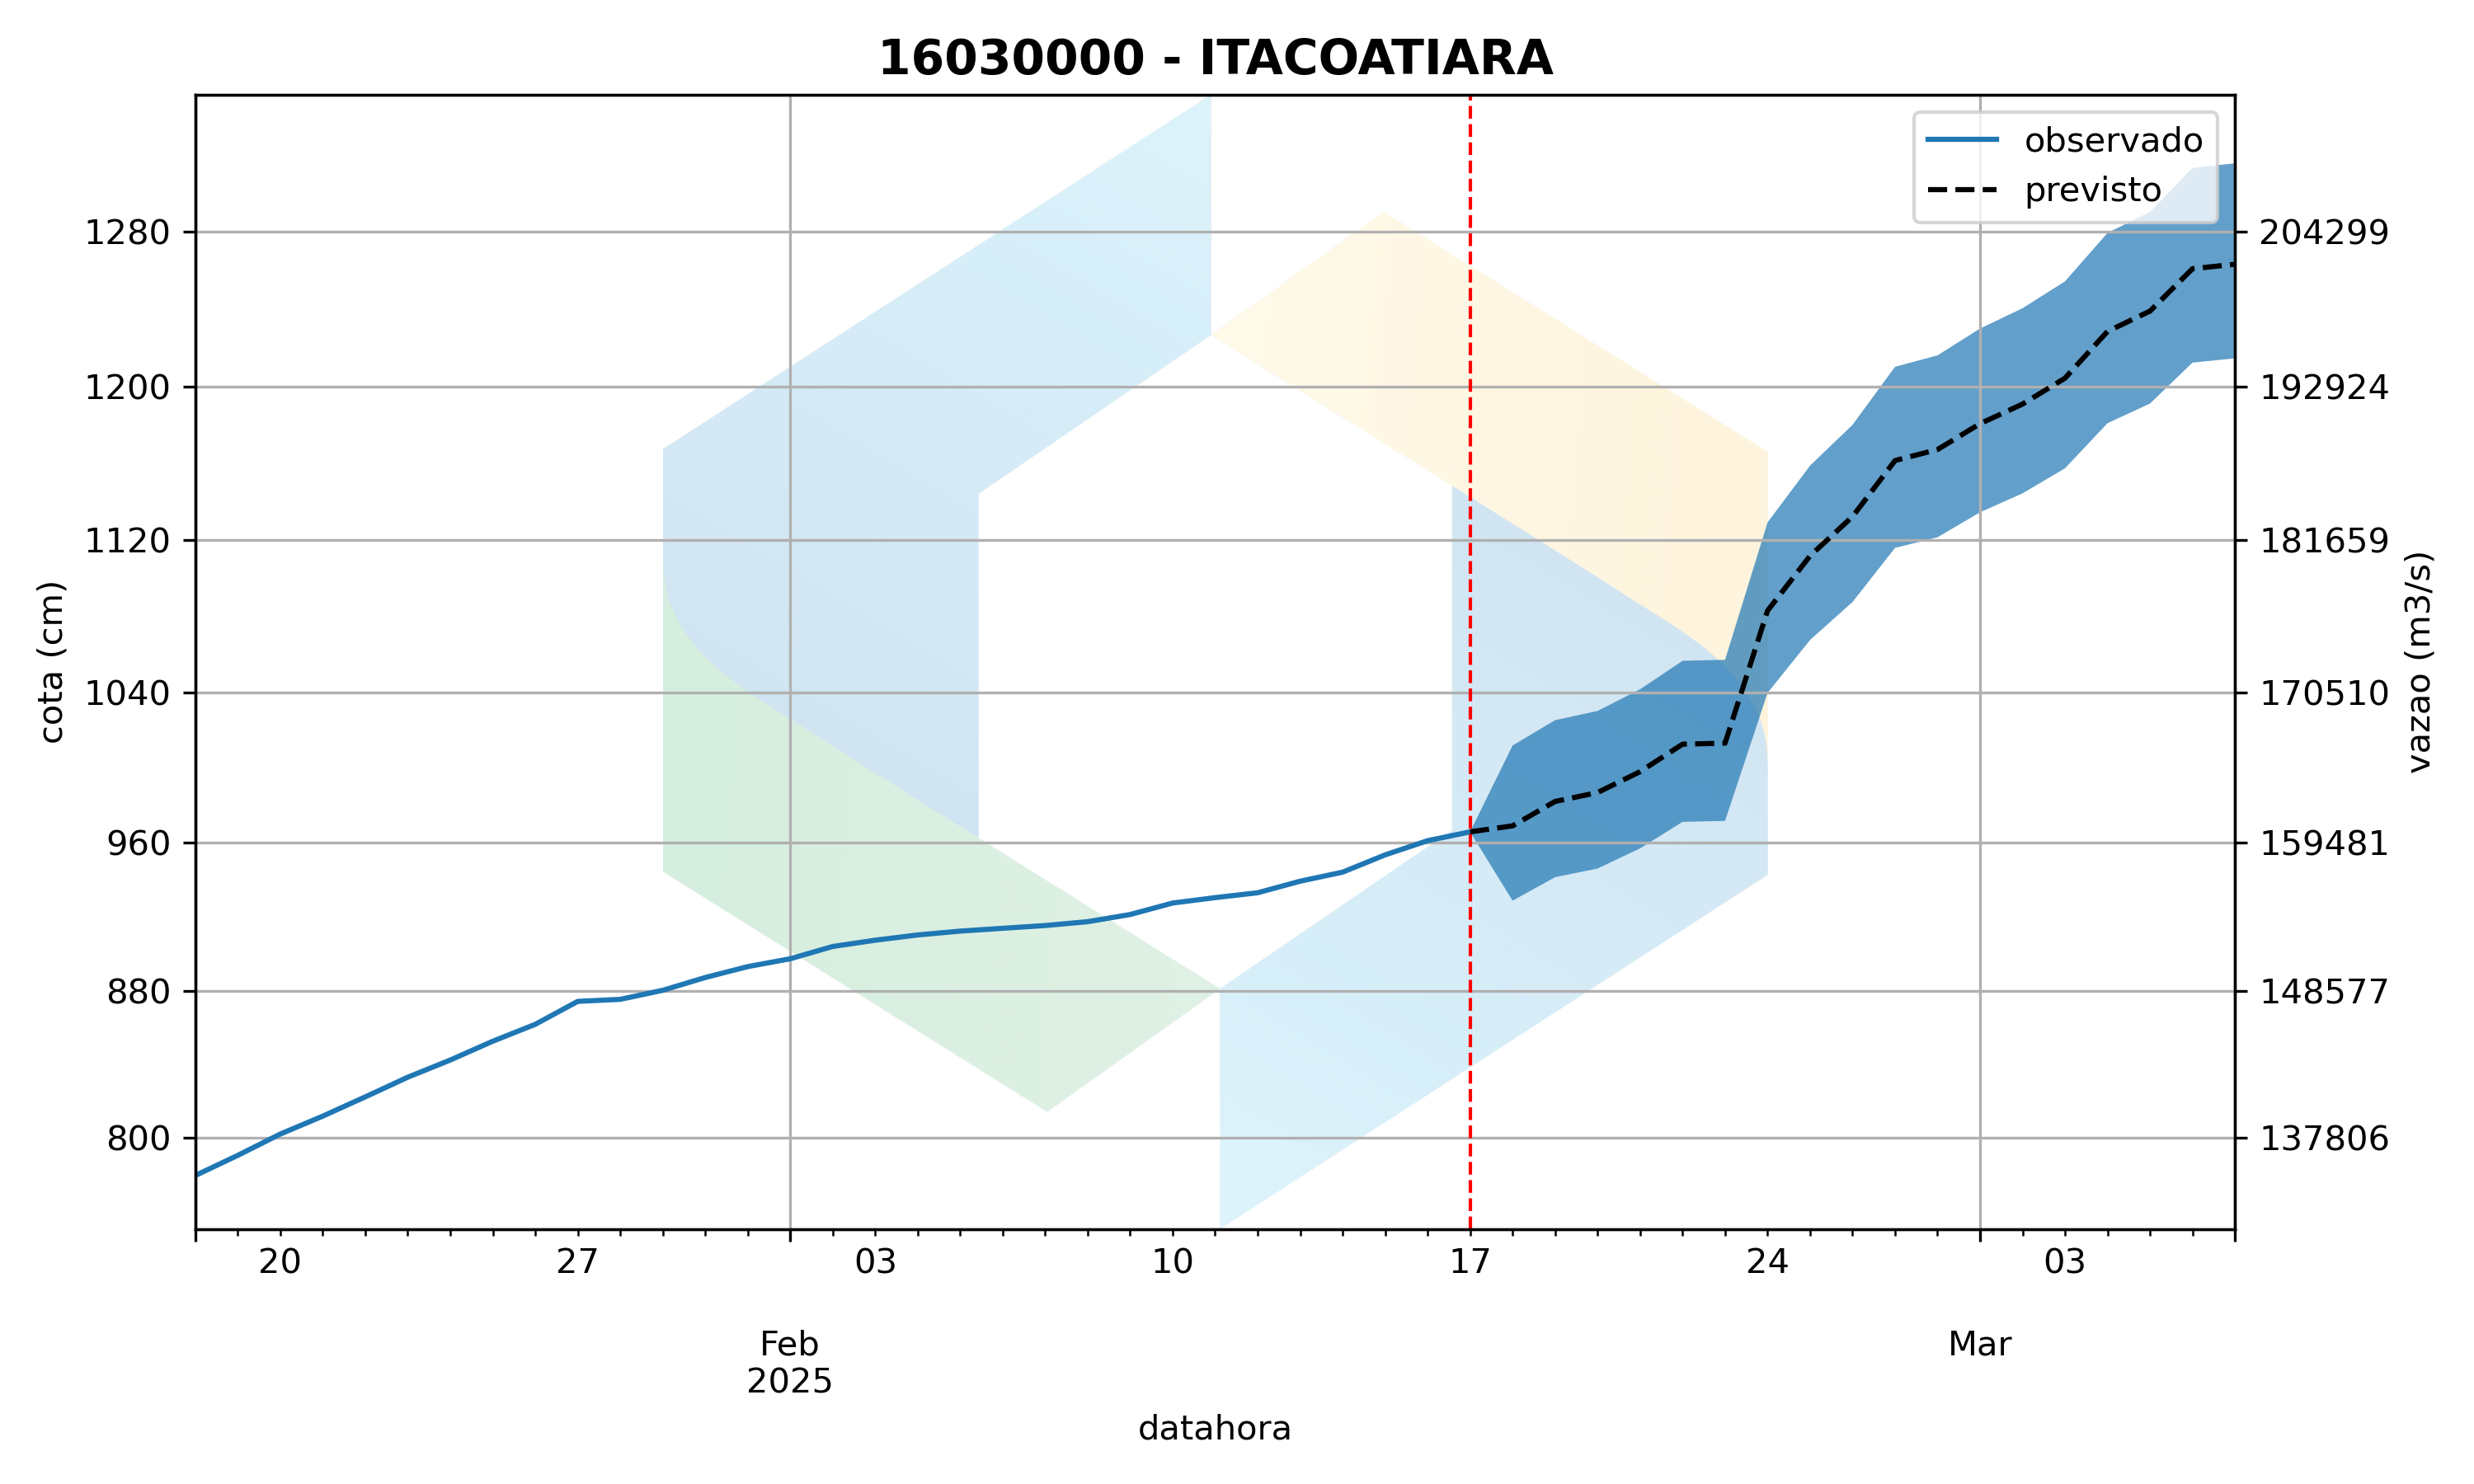 16030000 - ITACOATIARA
observado
previsto
1280
1200
1120
1040
960
880
800
cota (cm)
204299
192924
181659
170510
159481
148577
137806
vazao (m3/s)
20 27 03 10 17 24 03
Feb Mar
2025
datahora